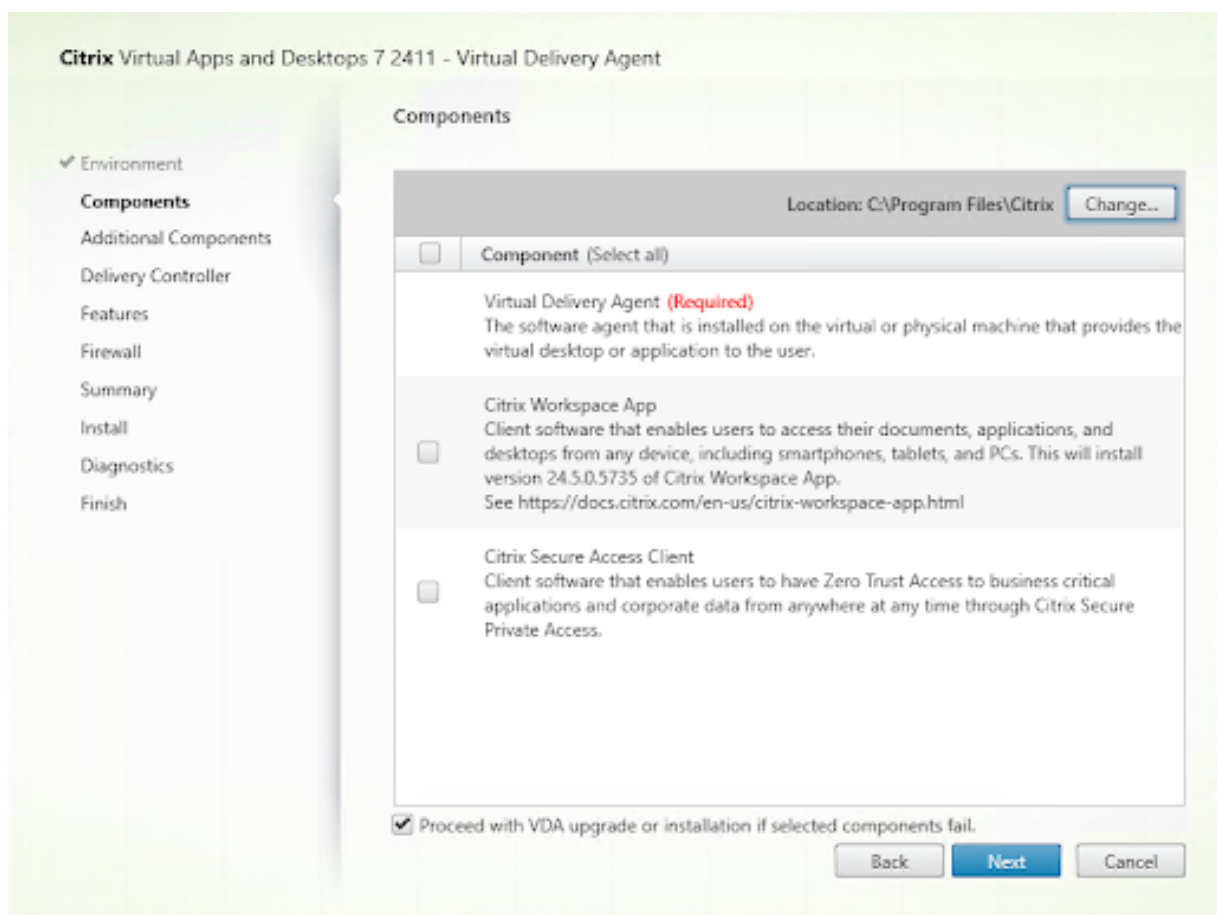 Citrix Virtual Apps and Desktops 7 2411 - Virtual Delivery Agent
Components
Environment
Components
Additional Components
Delivery Controller
Features
Firewall
Summary
Install
Diagnostics
Finish
Location: C:\Program Files\Citrix
Change...
Component (Select all)
Virtual Delivery Agent (Required)
The software agent that is installed on the virtual or physical machine that provides the
virtual desktop or application to the user.
Citrix Workspace App
Client software that enables users to access their documents, applications, and
desktops from any device, including smartphones, tablets, and PCs. This will install
version 24.5.0.5735 of Citrix Workspace App.
See https://docs.citrix.com/en-us/citrix-workspace-app.html
Citrix Secure Access Client
Client software that enables users to have Zero Trust Access to business critical
applications and corporate data from anywhere at any time through Citrix Secure
Private Access.
Proceed with VDA upgrade or installation if selected components fail.
Back
Next
Cancel